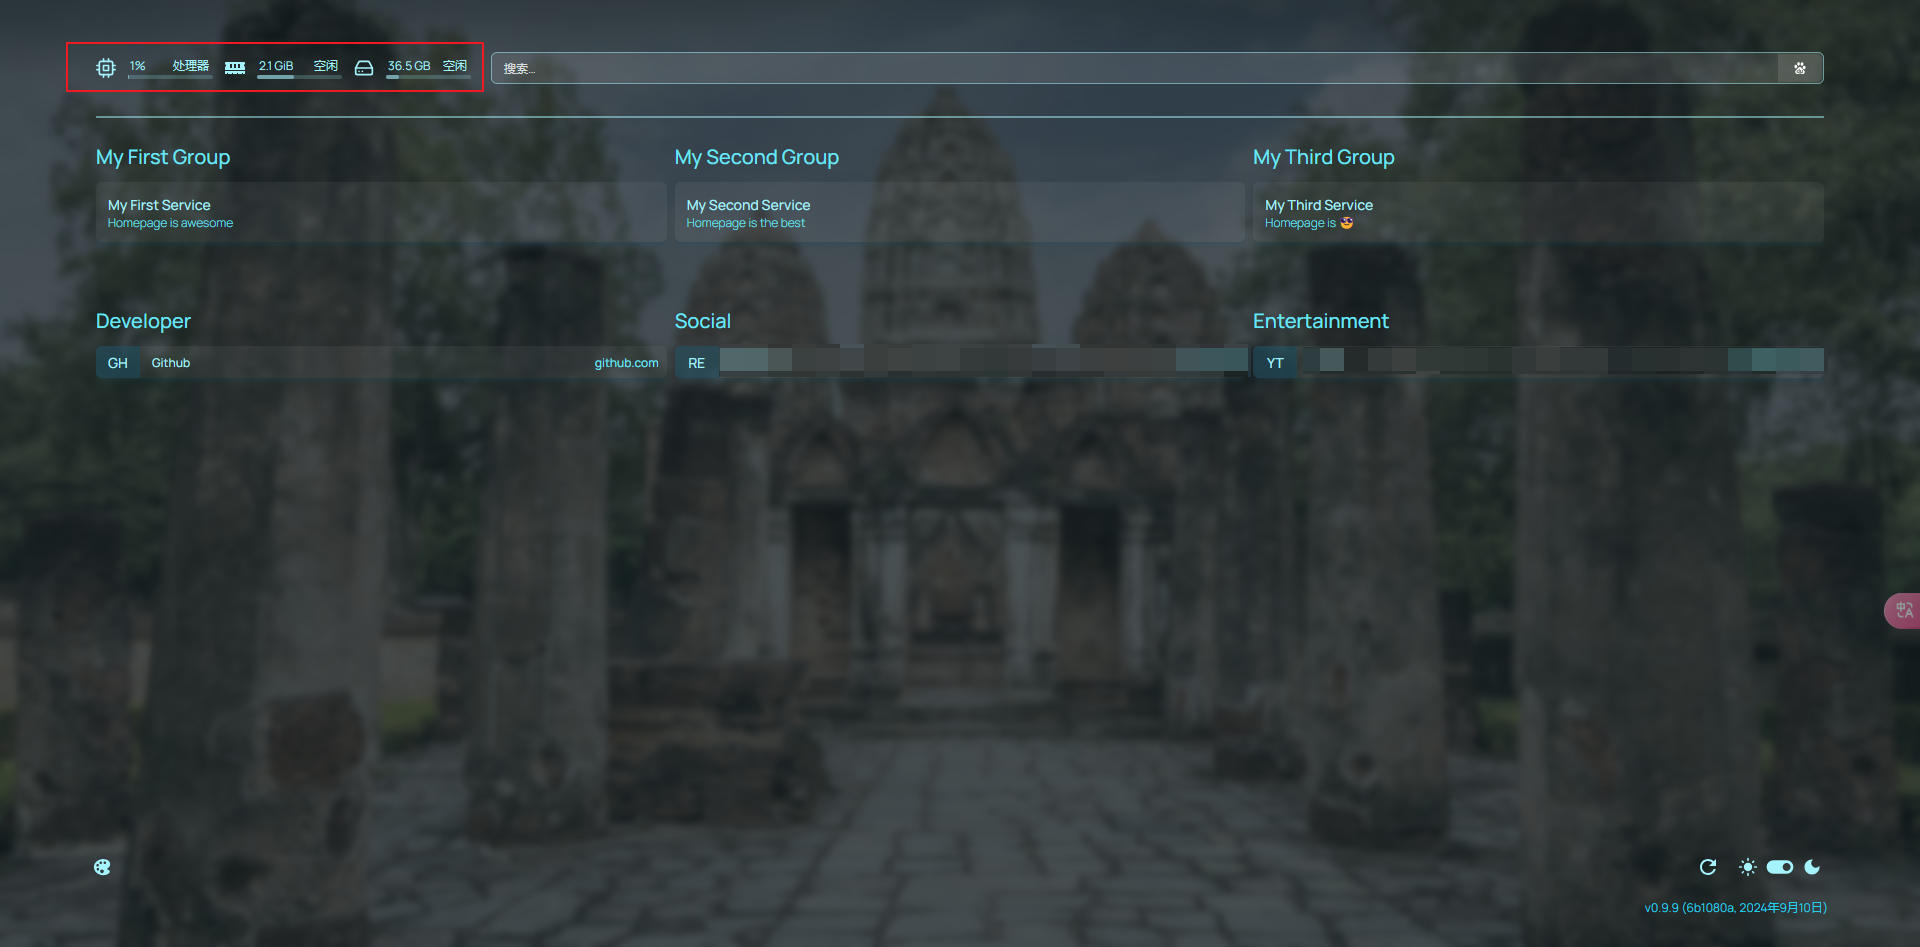 1% 处理器 2.1 GiB 空闲 36.5 GB 空闲
搜索...
My First Group
My First Service
Homepage is awesome
My Second Group
My Second Service
Homepage is the best
My Third Group
My Third Service
Homepage is 😎
Developer
GH Github github.com
Social
RE
Entertainment
YT
中 A
v0.9.9 (6b1080a, 2024年9月10日)